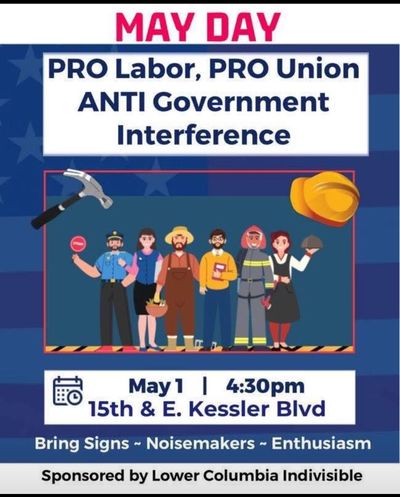 MAY DAY
PRO Labor, PRO Union
ANTI Government
Interference
May 1 | 4:30pm
15th & E. Kessler Blvd
Bring Signs ~ Noisemakers ~ Enthusiasm
Sponsored by Lower Columbia Indivisible